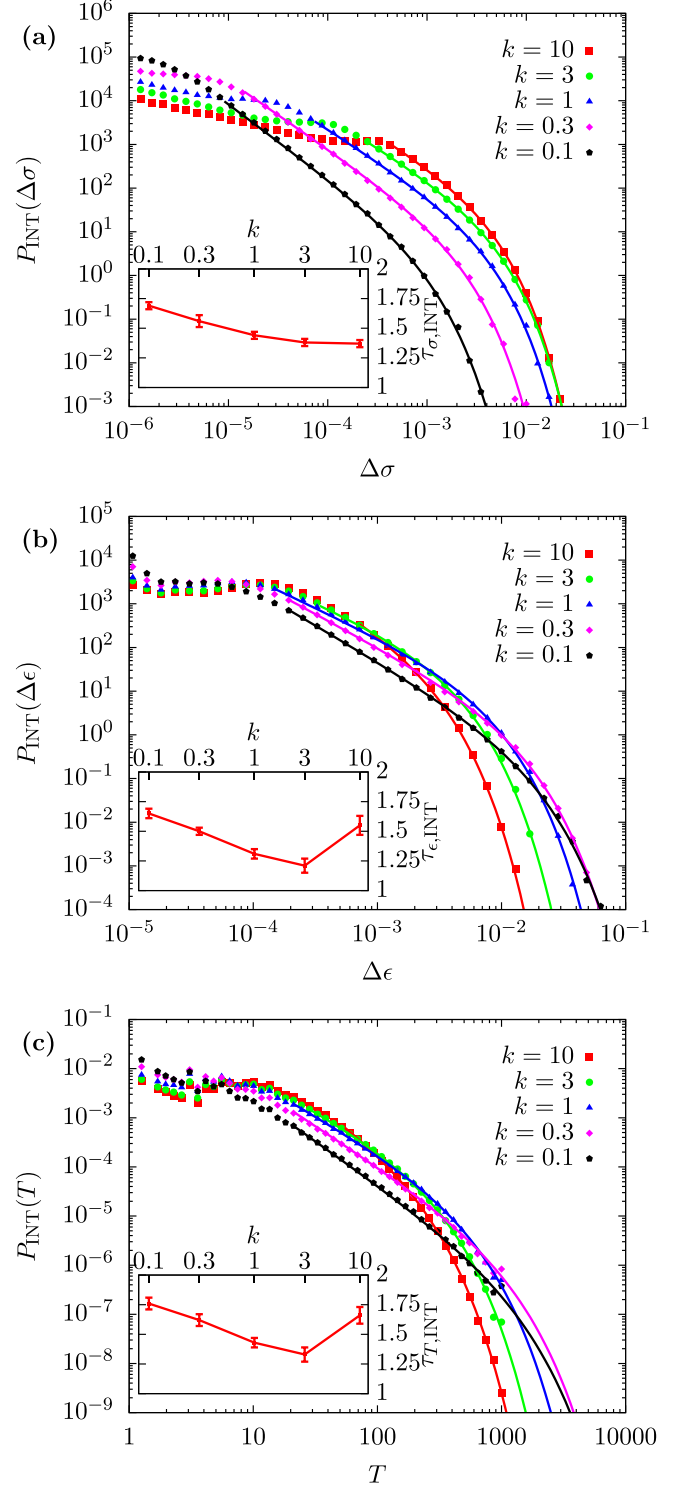 (a)
10^6
10^5
10^4
10^3
10^2
10^1
10^0
10^-1
10^-2
10^-3
P_INT(Δσ)
k = 10
k = 3
k = 1
k = 0.3
k = 0.1
k
0.1 0.3 1 3 10
2
1.75
1.5
1.25
1
τ_σ,INT
10^-6 10^-5 10^-4 10^-3 10^-2 10^-1
Δσ
(b)
10^5
10^4
10^3
10^2
10^1
10^0
10^-1
10^-2
10^-3
10^-4
P_INT(Δϵ)
k = 10
k = 3
k = 1
k = 0.3
k = 0.1
k
0.1 0.3 1 3 10
2
1.75
1.5
1.25
1
τ_ϵ,INT
10^-5 10^-4 10^-3 10^-2 10^-1
Δϵ
(c)
10^-1
10^-2
10^-3
10^-4
10^-5
10^-6
10^-7
10^-8
10^-9
P_INT(T)
k = 10
k = 3
k = 1
k = 0.3
k = 0.1
k
0.1 0.3 1 3 10
2
1.75
1.5
1.25
1
τ_T,INT
1 10 100 1000 10000
T